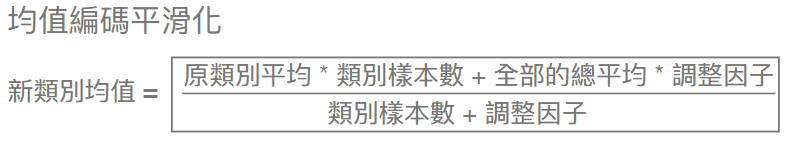 均值編碼平滑化
原類別平均 * 類別樣本數 + 全部的總平均 * 調整因子
新類別均值 =
類別樣本數 + 調整因子